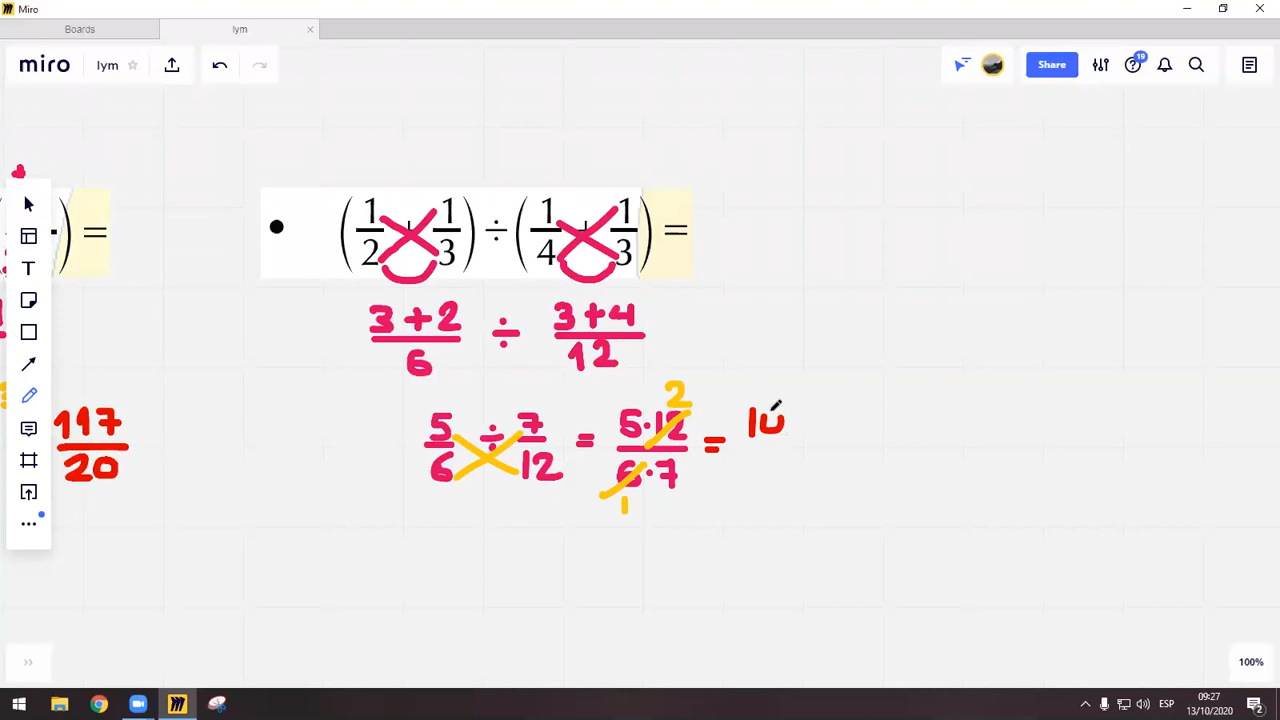 Miro
Boards
lym
miro
lym
Share
19
) =
117
20
• (1/2 + 1/3) ÷ (1/4 + 1/3) =
3+2/6 ÷ 3+4/12
5/6 ÷ 7/12 = 5·12/6·7 = 10
2
1
T
100%
ESP
09:27
13/10/2020
2